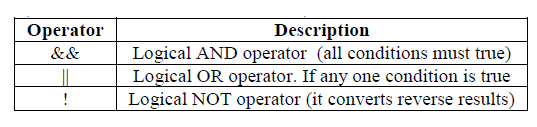 Operator Description
&& Logical AND operator (all conditions must true)
|| Logical OR operator. If any one condition is true
! Logical NOT operator (it converts reverse results)